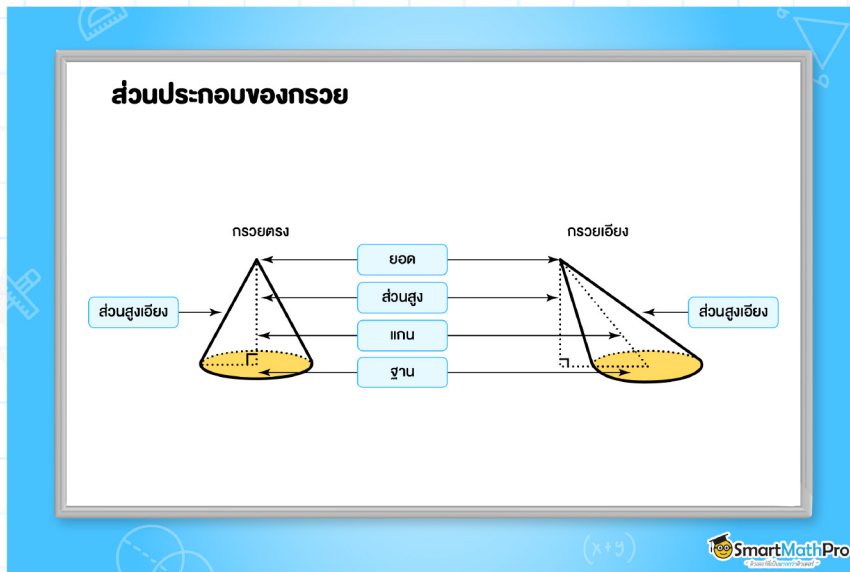 ส่วนประกอบของกรวย
กรวยตรง
กรวยเอียง
ยอด
ส่วนสูง
ส่วนสูงเอียง
ส่วนสูงเอียง
แกน
ฐาน
(x+y)
SmartMathPro